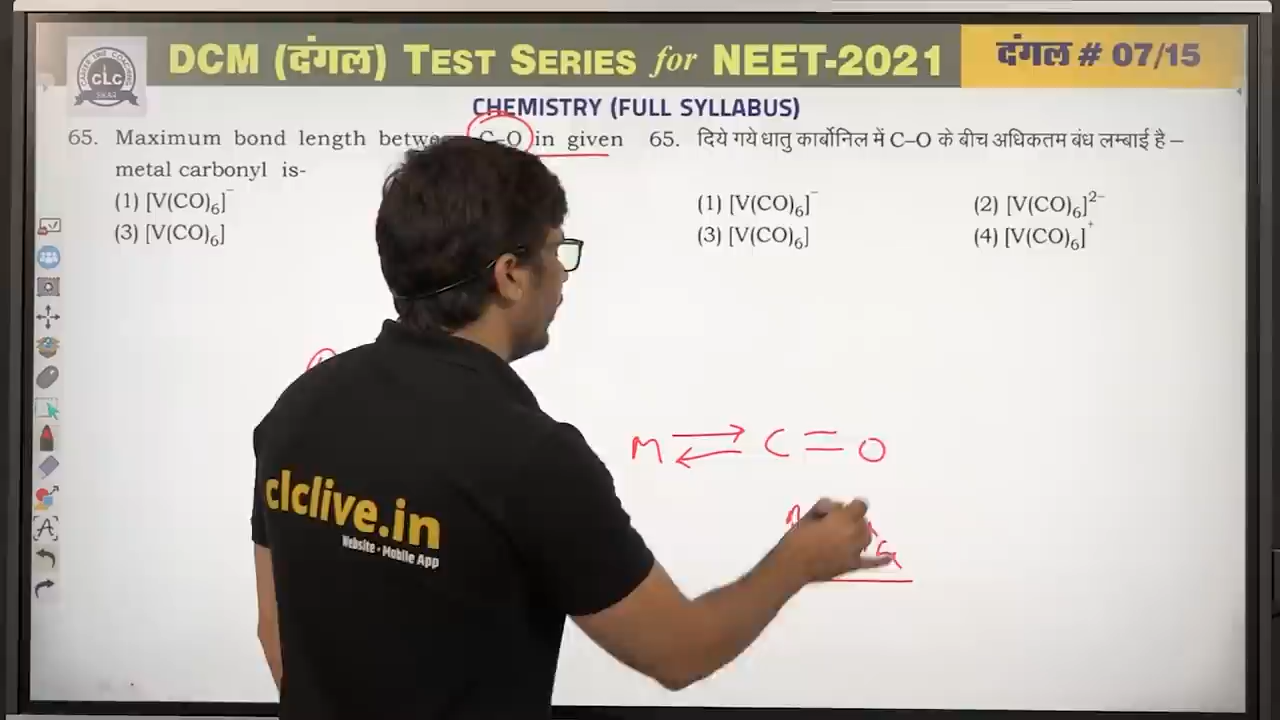 DCM (दंगल) TEST SERIES for NEET-2021
दंगल # 07/15
CLC
SIKAR
CHEMISTRY (FULL SYLLABUS)
65. Maximum bond length C–O in given
metal carbonyl is-
(1) [V(CO)₆]⁻
(3) [V(CO)₆]
65. दिये गये धातु कार्बोनिल में C–O के बीच अधिकतम बंध लम्बाई है –
(1) [V(CO)₆]⁻ (2) [V(CO)₆]²⁻
(3) [V(CO)₆] (4) [V(CO)₆]⁺
M ⇄ C = O
clclive.in
Website • Mobile App